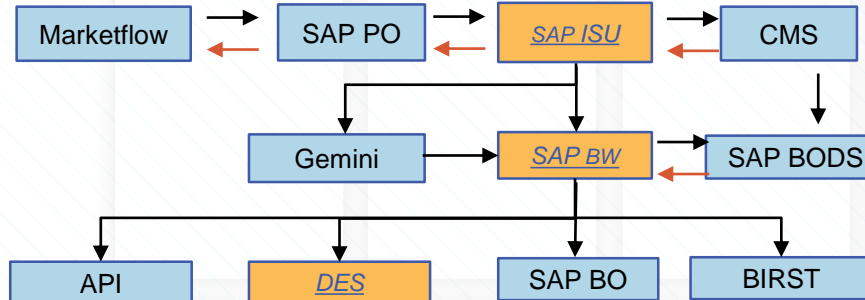 Marketflow
SAP PO
SAP ISU
CMS
Gemini
SAP BW
SAP BODS
API
DES
SAP BO
BIRST